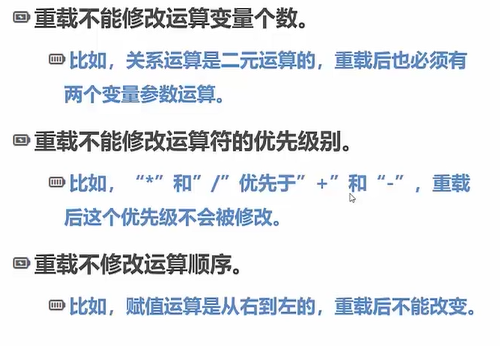 重载不能修改运算变量个数。
比如，关系运算是二元运算的，重载后也必须有
两个变量参数运算。
重载不能修改运算符的优先级别。
比如，“*”和”/”优先于”+”和“-”，重载
后这个优先级不会被修改。
重载不修改运算顺序。
比如，赋值运算是从右到左的，重载后不能改变。